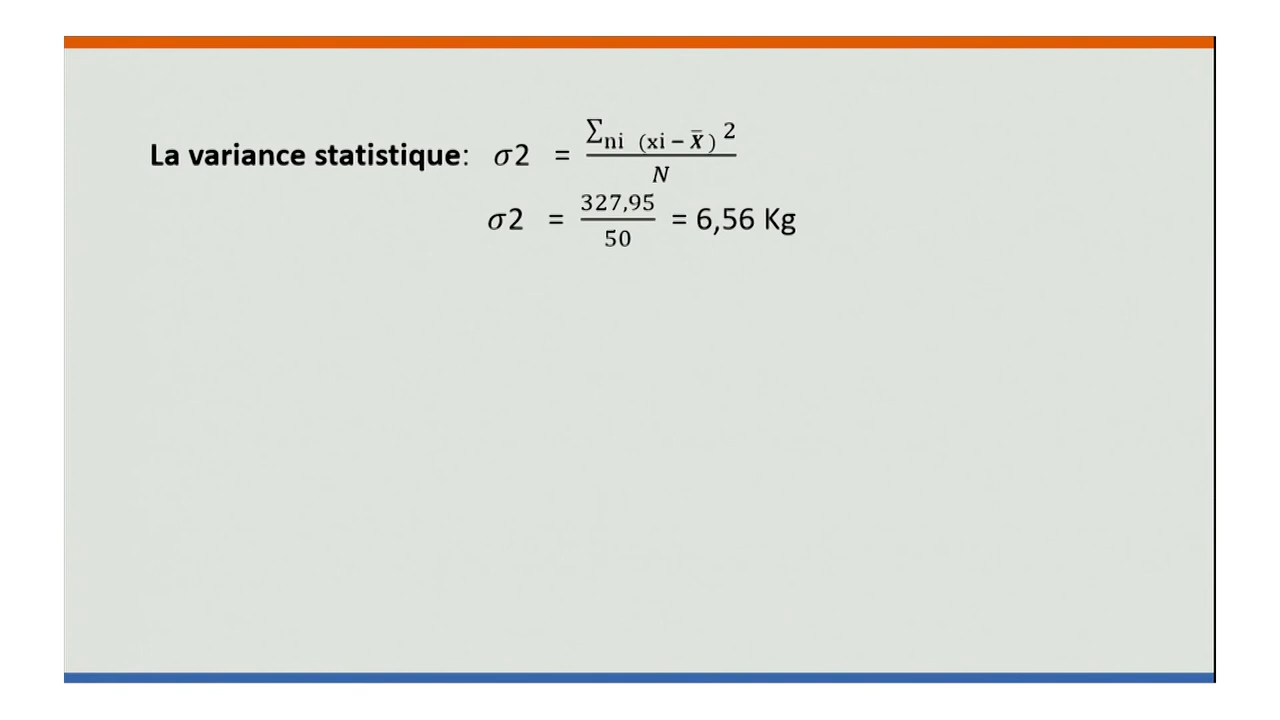 La variance statistique: σ2 = ∑ni (xi − X̄ ) 2 / N
σ2 = 327,95 / 50 = 6,56 Kg